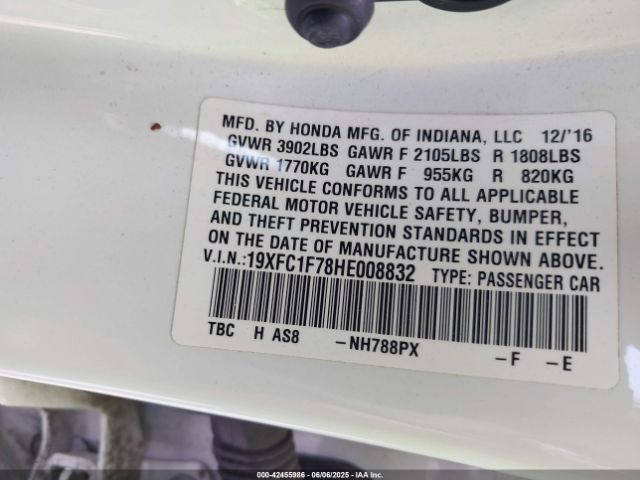 MFD. BY HONDA MFG. OF INDIANA, LLC 12/'16
GVWR 3902LBS GAWR F 2105LBS R 1808LBS
GVWR 1770KG GAWR F 955KG R 820KG
THIS VEHICLE CONFORMS TO ALL APPLICABLE
FEDERAL MOTOR VEHICLE SAFETY, BUMPER,
AND THEFT PREVENTION STANDARDS IN EFFECT
ON THE DATE OF MANUFACTURE SHOWN ABOVE.
V.I.N.:19XFC1F78HE008832 TYPE: PASSENGER CAR
TBC H AS8 -NH788PX -F -E
00-42455986 - 06/06/2025 - IAA Inc.